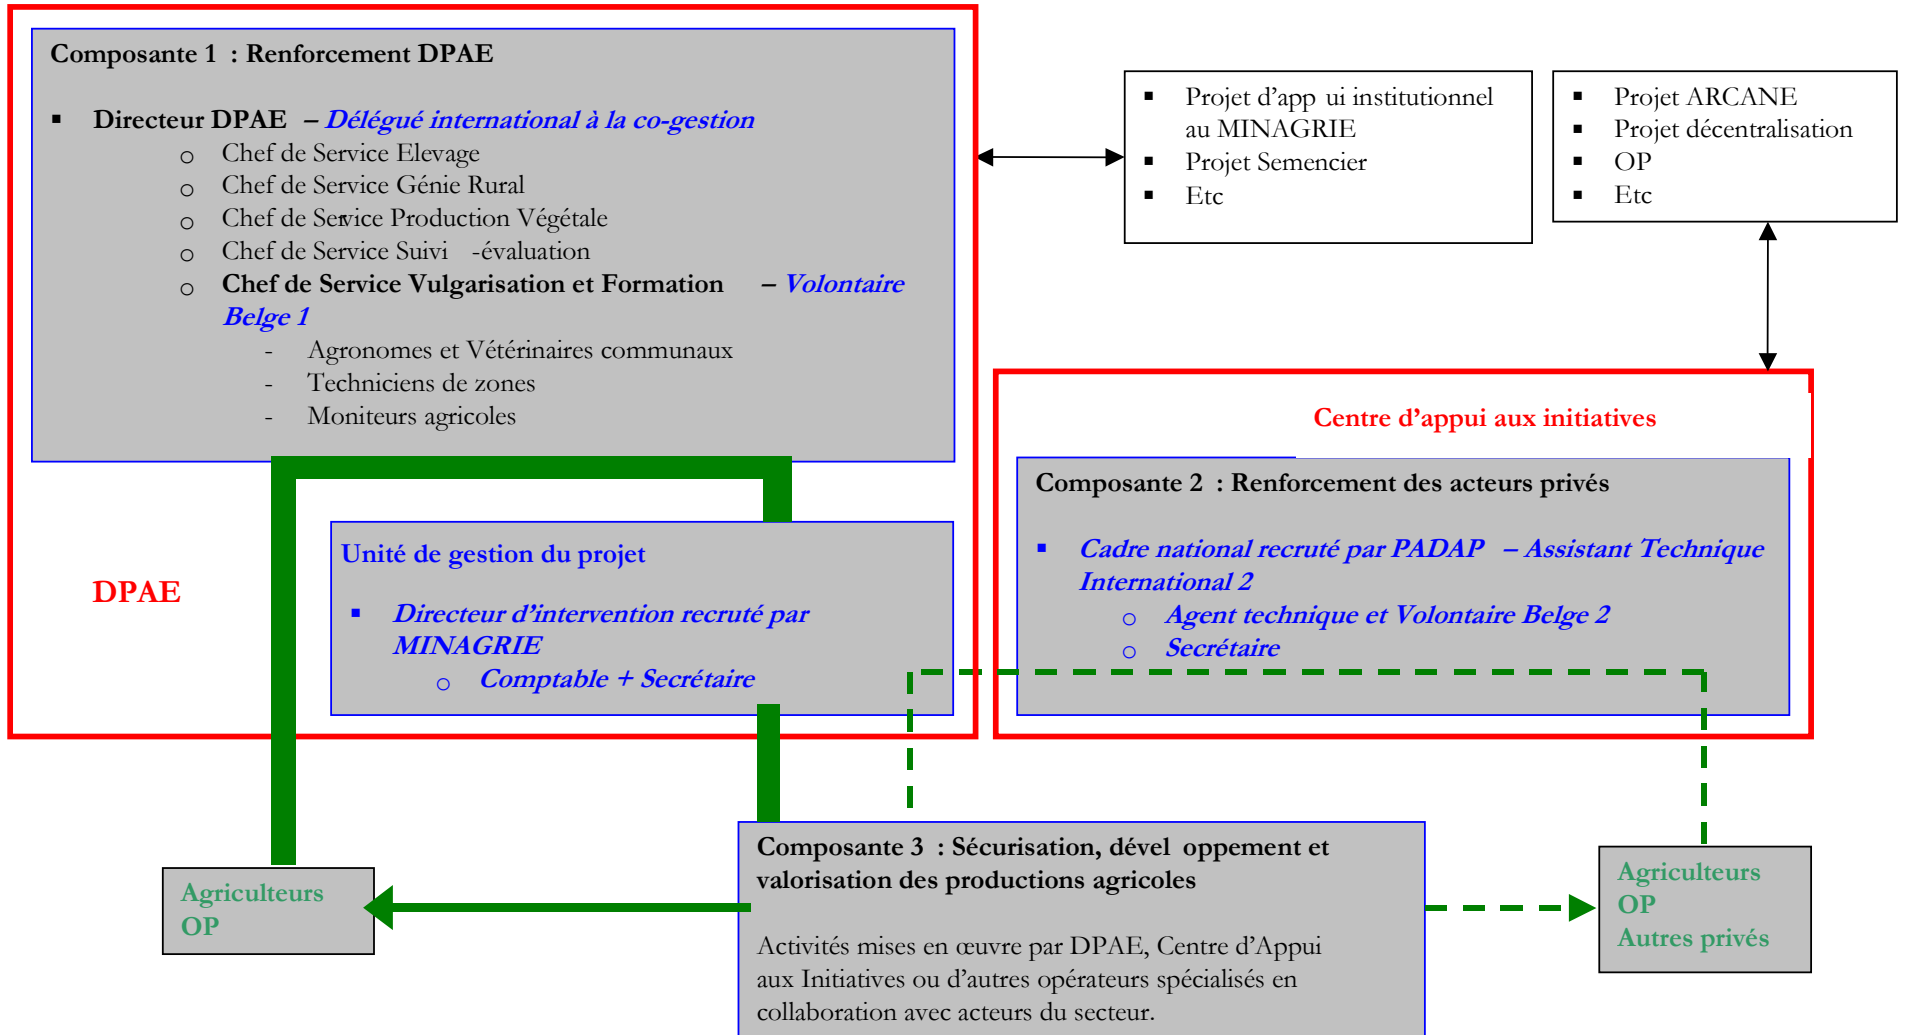 Composante 1 : Renforcement DPAE
▪ Directeur DPAE – Délégué international à la co-gestion
o Chef de Service Elevage
o Chef de Service Génie Rural
o Chef de Service Production Végétale
o Chef de Service Suivi -évaluation
o Chef de Service Vulgarisation et Formation – Volontaire
Belge 1
- Agronomes et Vétérinaires communaux
- Techniciens de zones
- Moniteurs agricoles
▪ Projet d'app ui institutionnel
au MINAGRIE
▪ Projet Semencier
▪ Etc
▪ Projet ARCANE
▪ Projet décentralisation
▪ OP
▪ Etc
DPAE
Unité de gestion du projet
▪ Directeur d'intervention recruté par
MINAGRIE
o Comptable + Secrétaire
Centre d'appui aux initiatives
Composante 2 : Renforcement des acteurs privés
▪ Cadre national recruté par PADAP – Assistant Technique
International 2
o Agent technique et Volontaire Belge 2
o Secrétaire
Agriculteurs
OP
Composante 3 : Sécurisation, dével oppement et
valorisation des productions agricoles
Activités mises en œuvre par DPAE, Centre d'Appui
aux Initiatives ou d'autres opérateurs spécialisés en
collaboration avec acteurs du secteur.
Agriculteurs
OP
Autres privés